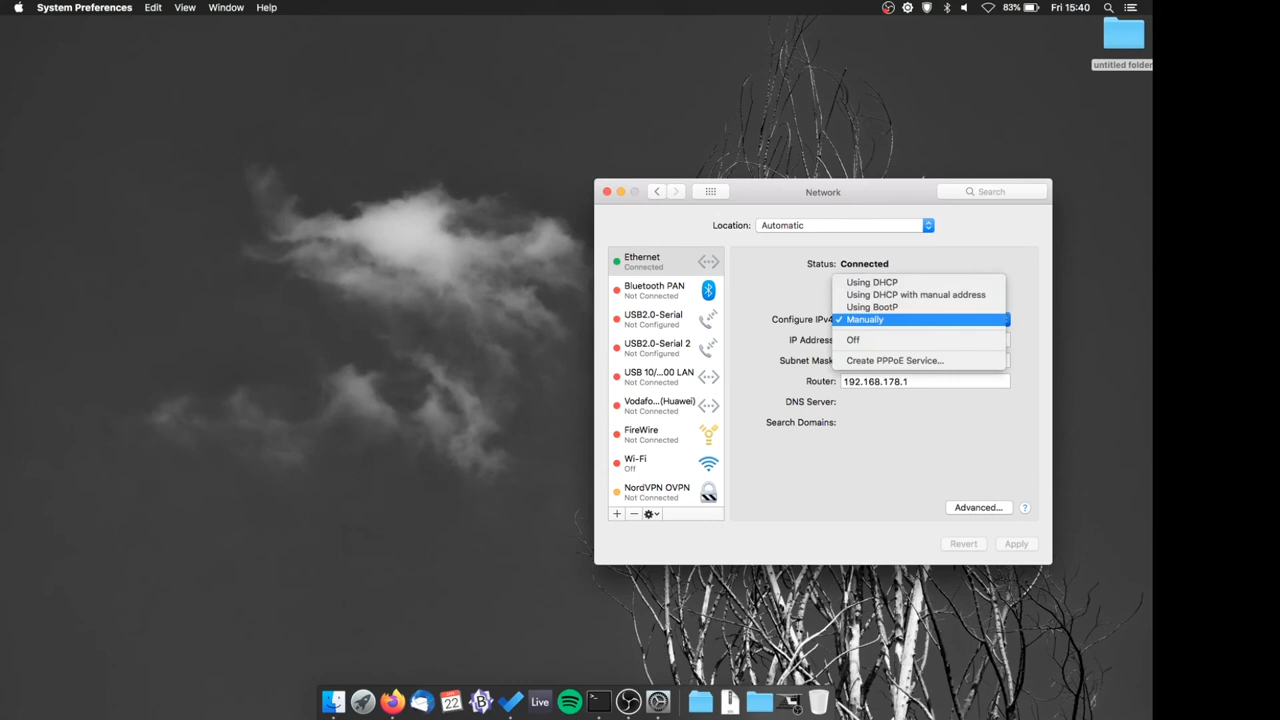 System Preferences Edit View Window Help 83% Fri 15:40
untitled folder
Network
Search
Location: Automatic
Ethernet
Connected
Bluetooth PAN
Not Connected
USB2.0-Serial
Not Configured
USB2.0-Serial 2
Not Configured
USB 10/...00 LAN
Not Connected
Vodafo...(Huawei)
Not Connected
FireWire
Not Connected
Wi-Fi
Off
NordVPN OVPN
Not Connected
Status: Connected
Using DHCP
Using DHCP with manual address
Using BootP
Configure IPv4 ✓ Manually
Off
IP Address
Subnet Mask
Create PPPoE Service...
Router: 192.168.178.1
DNS Server:
Search Domains:
Advanced... ?
Revert Apply
22
B
Live